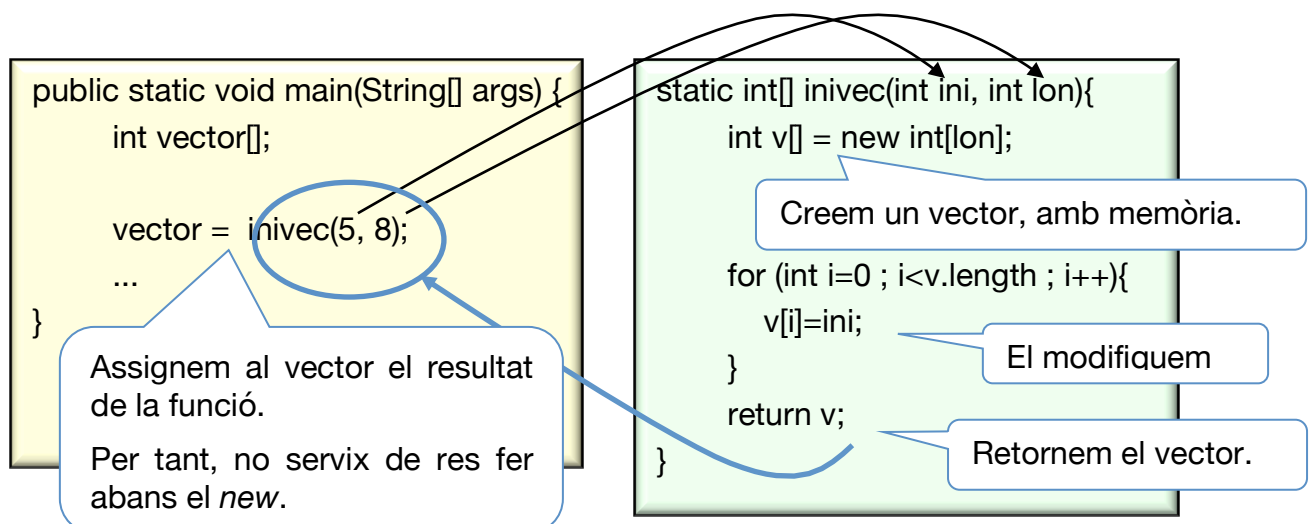 public static void main(String[] args) {
int vector[];
vector = inivec(5, 8);
...
}
Assignem al vector el resultat
de la funció.
Per tant, no servix de res fer
abans el new.
static int[] inivec(int ini, int lon){
int v[] = new int[lon];
Creem un vector, amb memòria.
for (int i=0 ; i<v.length ; i++){
v[i]=ini;
El modifiquem
}
return v;
Retornem el vector.
}